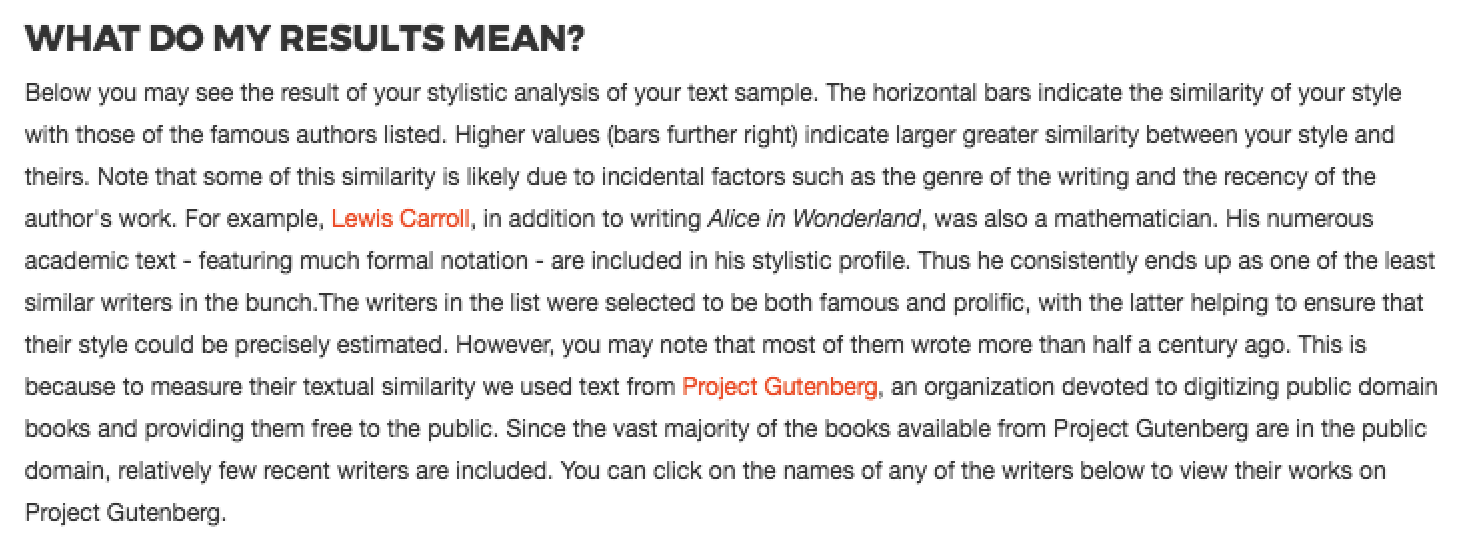 WHAT DO MY RESULTS MEAN?
Below you may see the result of your stylistic analysis of your text sample. The horizontal bars indicate the similarity of your style
with those of the famous authors listed. Higher values (bars further right) indicate larger greater similarity between your style and
theirs. Note that some of this similarity is likely due to incidental factors such as the genre of the writing and the recency of the
author's work. For example, Lewis Carroll, in addition to writing Alice in Wonderland, was also a mathematician. His numerous
academic text - featuring much formal notation - are included in his stylistic profile. Thus he consistently ends up as one of the least
similar writers in the bunch.The writers in the list were selected to be both famous and prolific, with the latter helping to ensure that
their style could be precisely estimated. However, you may note that most of them wrote more than half a century ago. This is
because to measure their textual similarity we used text from Project Gutenberg, an organization devoted to digitizing public domain
books and providing them free to the public. Since the vast majority of the books available from Project Gutenberg are in the public
domain, relatively few recent writers are included. You can click on the names of any of the writers below to view their works on
Project Gutenberg.